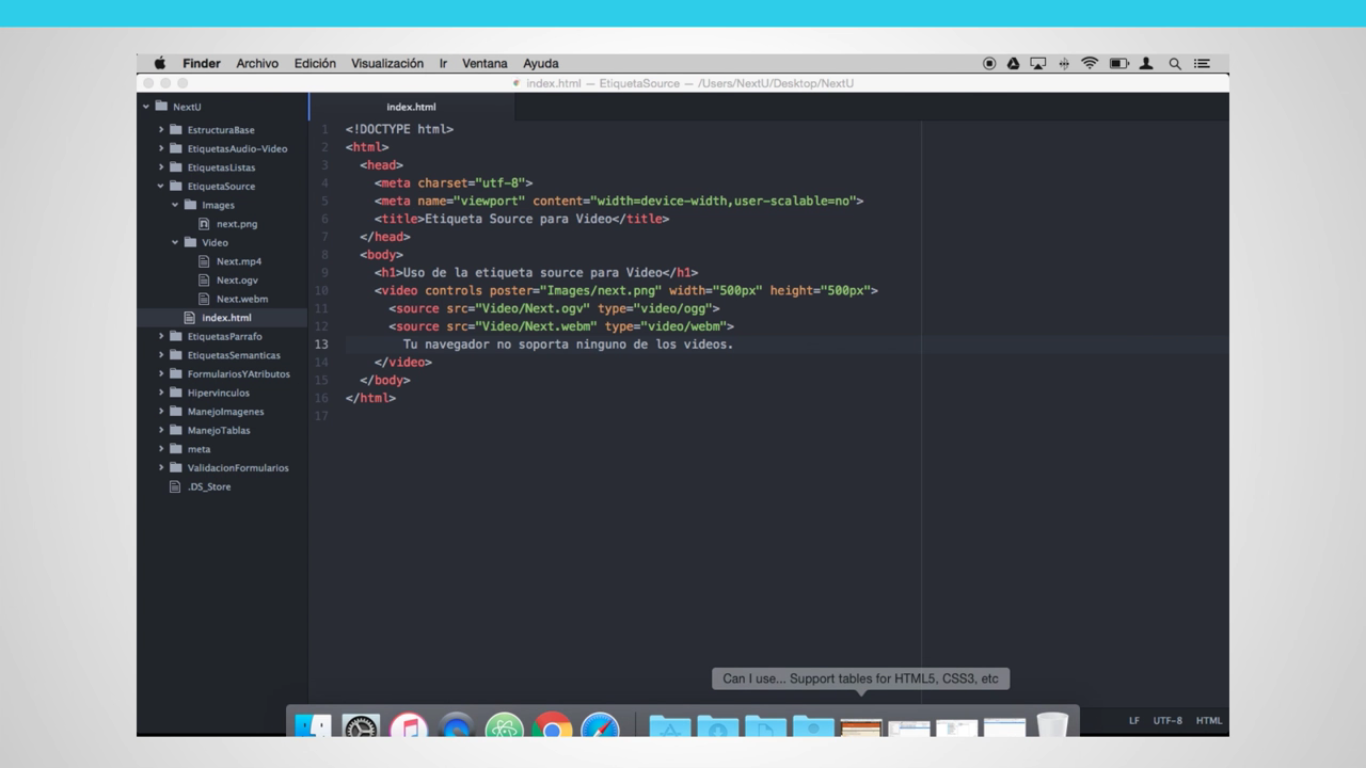 Finder Archivo Edición Visualización Ir Ventana Ayuda
index.html — EtiquetaSource — /Users/NextU/Desktop/NextU
NextU
EstructuraBase
EtiquetasAudio-Video
EtiquetasListas
EtiquetaSource
Images
next.png
Video
Next.mp4
Next.ogv
Next.webm
index.html
EtiquetasParrafo
EtiquetasSemanticas
FormulariosYAtributos
Hipervinculos
ManejoImagenes
ManejoTablas
meta
ValidacionFormularios
.DS_Store
index.html
1 <!DOCTYPE html>
2 <html>
3 <head>
4 <meta charset="utf-8">
5 <meta name="viewport" content="width=device-width,user-scalable=no">
6 <title>Etiqueta Source para Video</title>
7 </head>
8 <body>
9 <h1>Uso de la etiqueta source para Video</h1>
10 <video controls poster="Images/next.png" width="500px" height="500px">
11 <source src="Video/Next.ogv" type="video/ogg">
12 <source src="Video/Next.webm" type="video/webm">
13 Tu navegador no soporta ninguno de los videos.
14 </video>
15 </body>
16 </html>
17
Can I use... Support tables for HTML5, CSS3, etc
LF UTF-8 HTML